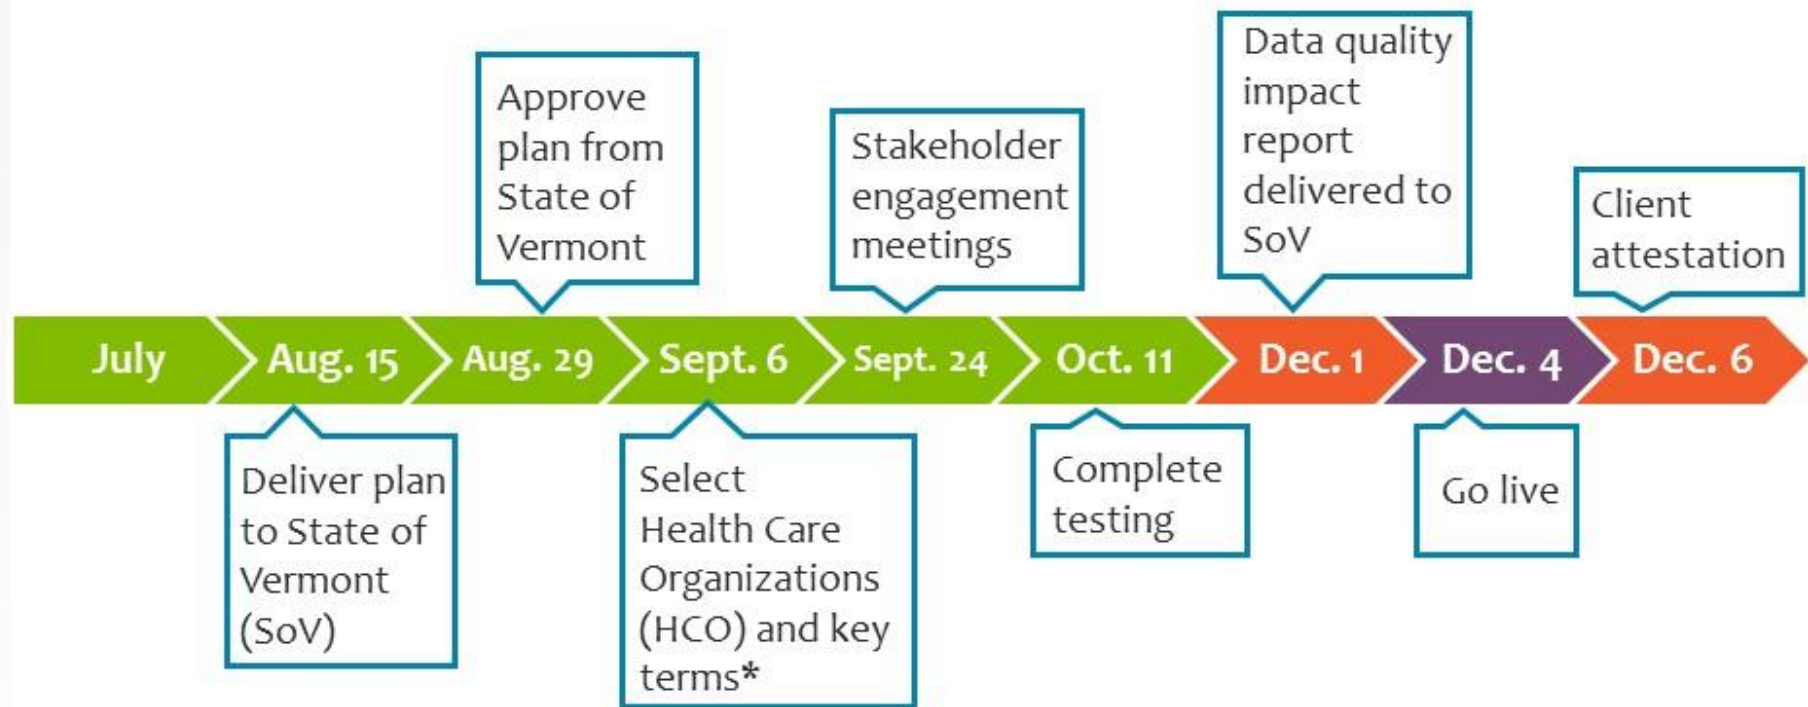 Approve
plan from
State of
Vermont
Stakeholder
engagement
meetings
Data quality
impact
report
delivered to
SoV
Client
attestation
July
Aug. 15
Aug. 29
Sept. 6
Sept. 24
Oct. 11
Dec. 1
Dec. 4
Dec. 6
Deliver plan
to State of
Vermont
(SoV)
Select
Health Care
Organizations
(HCO) and key
terms*
Complete
testing
Go live